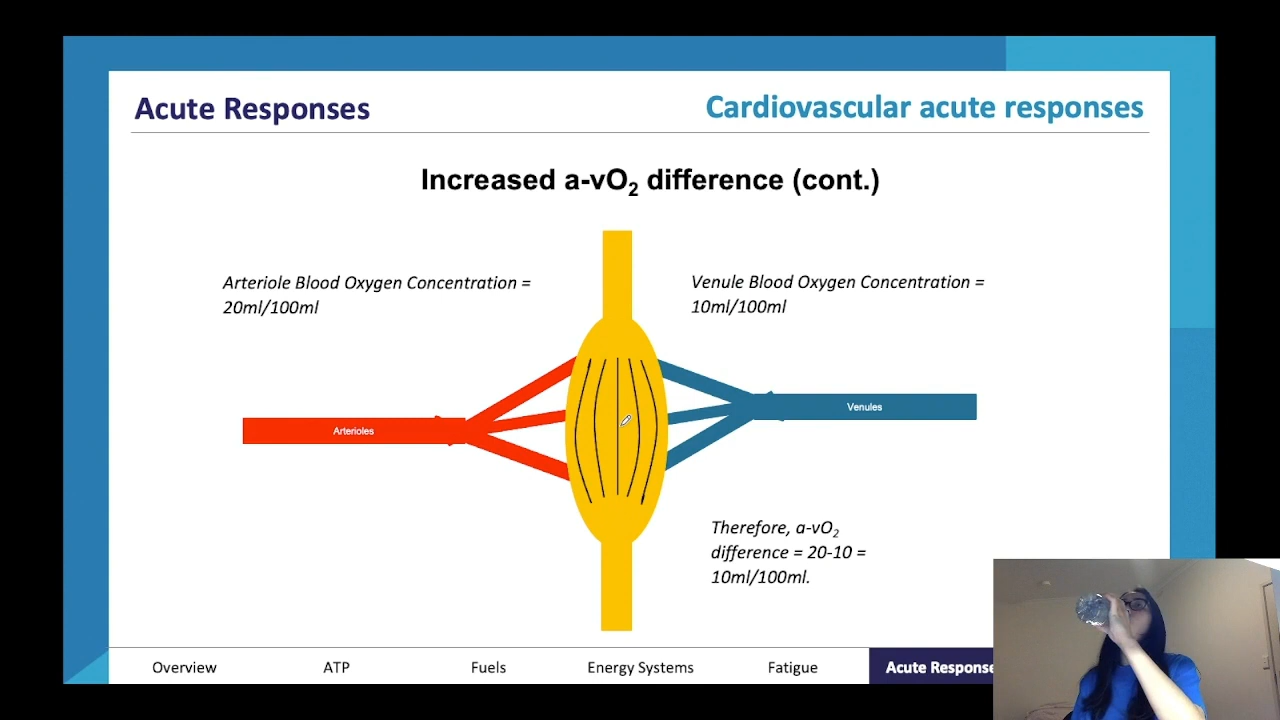 Acute Responses
Cardiovascular acute responses
Increased a-vO₂ difference (cont.)
Arteriole Blood Oxygen Concentration =
20ml/100ml
Venule Blood Oxygen Concentration =
10ml/100ml
Arterioles
Venules
Therefore, a-vO₂
difference = 20-10 =
10ml/100ml.
Overview
ATP
Fuels
Energy Systems
Fatigue
Acute Response